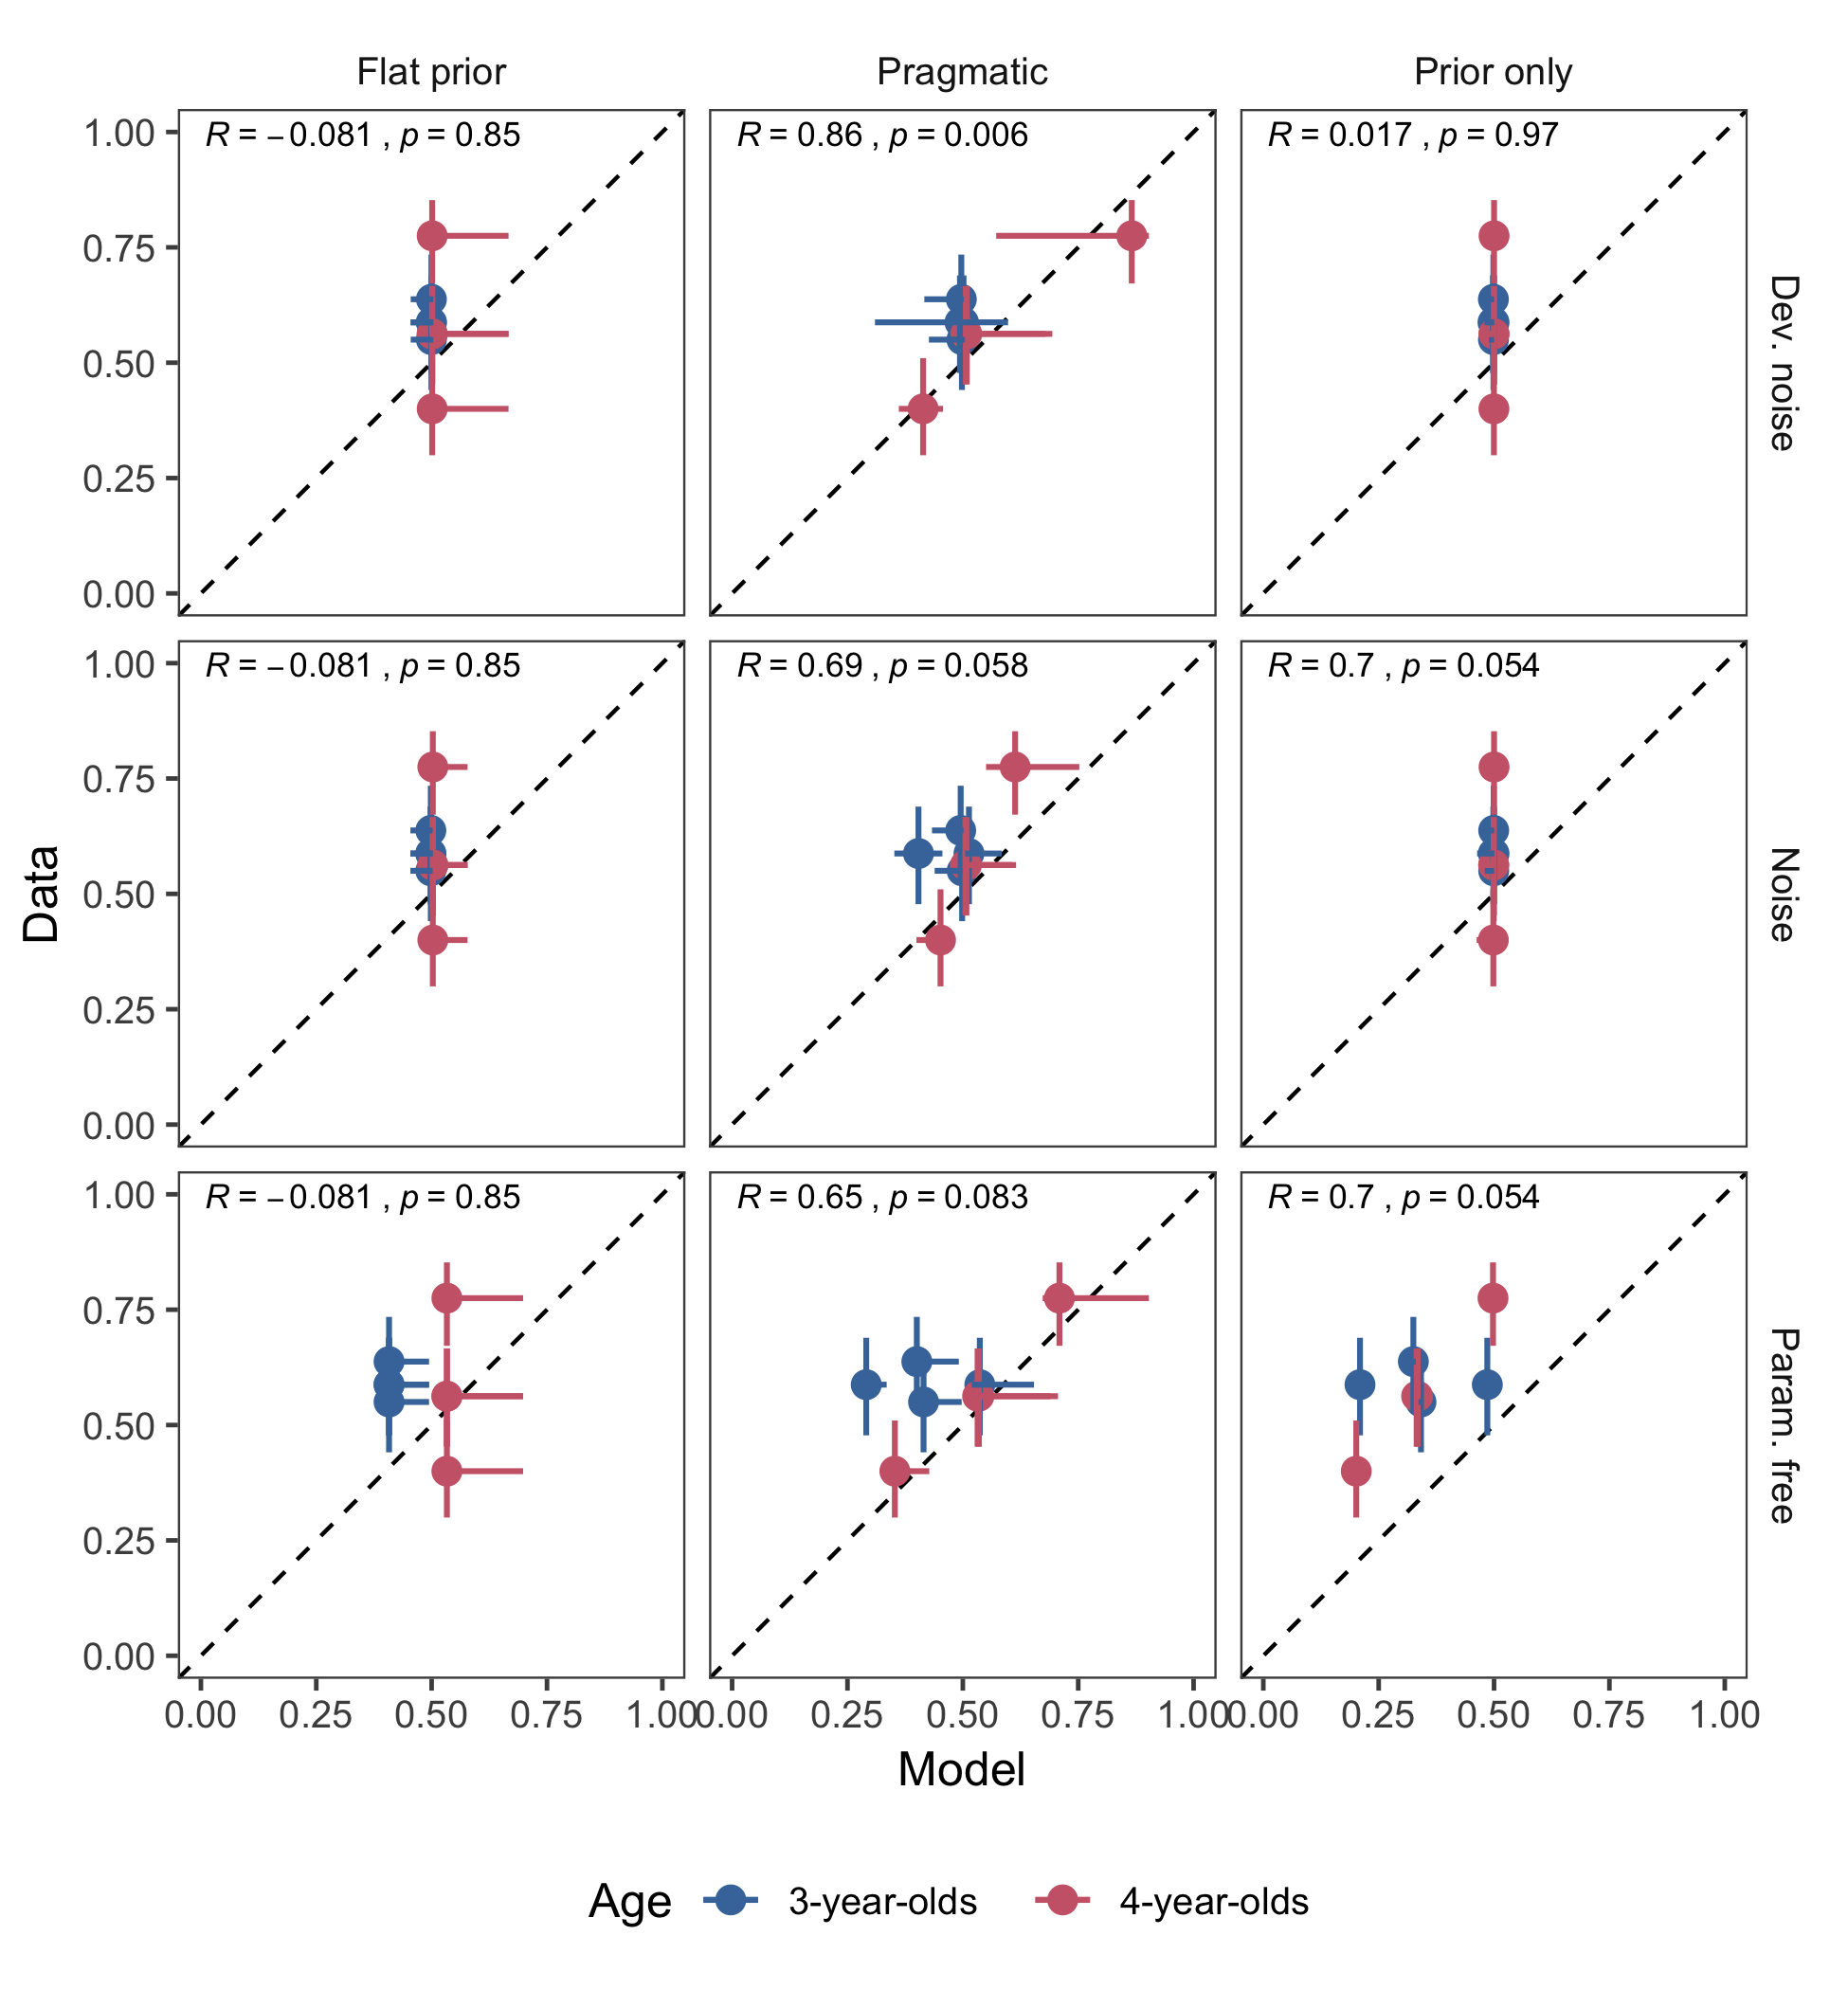 Flat prior Pragmatic Prior only
R = −0.081 , p = 0.85 R = 0.86 , p = 0.006 R = 0.017 , p = 0.97
1.00
0.75
0.50
0.25
0.00
Dev. noise
R = −0.081 , p = 0.85 R = 0.69 , p = 0.058 R = 0.7 , p = 0.054
1.00
0.75
0.50
0.25
0.00
Noise
Data
R = −0.081 , p = 0.85 R = 0.65 , p = 0.083 R = 0.7 , p = 0.054
1.00
0.75
0.50
0.25
0.00
Param. free
0.00 0.25 0.50 0.75 1.00 0.00 0.25 0.50 0.75 1.00 0.00 0.25 0.50 0.75 1.00
Model
Age 3-year-olds 4-year-olds